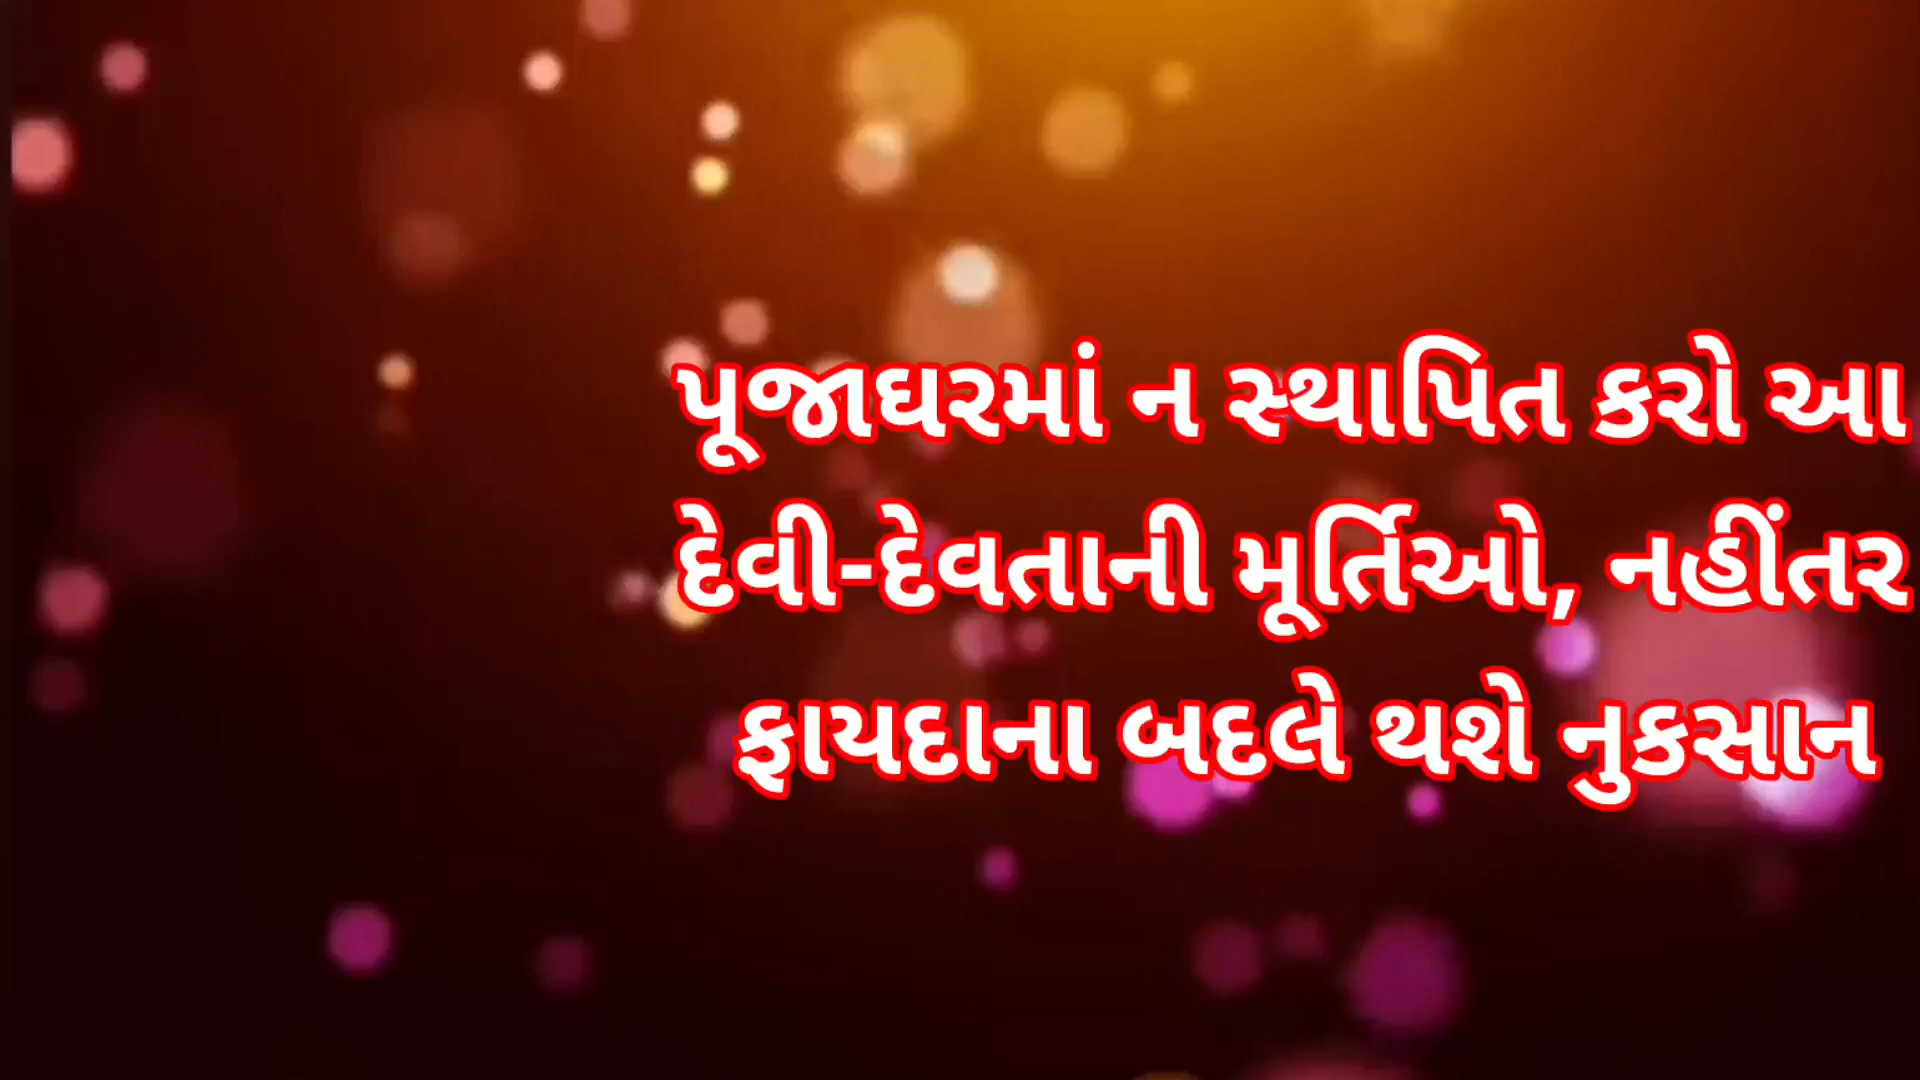 પૂજાઘરમાં ન સ્થાપિત કરો આ
દેવી-દેવતાની મૂર્તિઓ, નહીંતર
ફાયદાના બદલે થશે નુકસાન